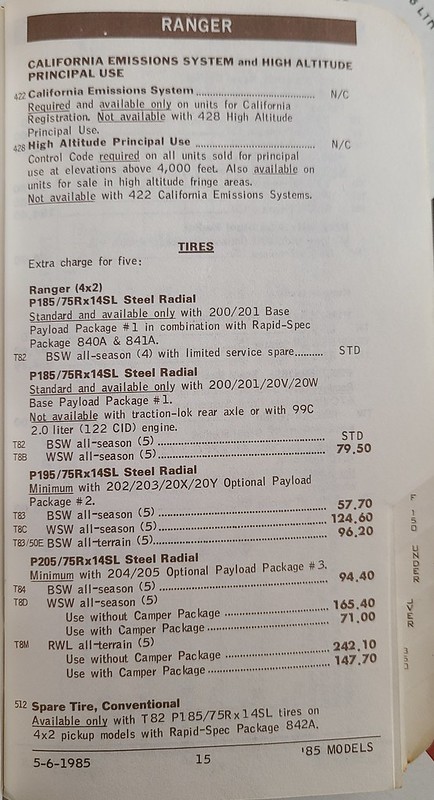 RANGER
CALIFORNIA EMISSIONS SYSTEM and HIGH ALTITUDE
PRINCIPAL USE
422 California Emissions System ........ N/C
Required and available only on units for California
Registration. Not available with 428 High Altitude
Principal Use.
428 High Altitude Principal Use ........ N/C
Control Code required on all units sold for principal
use at elevations above 4,000 feet. Also available on
units for sale in high altitude fringe areas.
Not available with 422 California Emissions Systems.
TIRES
Extra charge for five:
Ranger (4x2)
P185/75Rx14SL Steel Radial
Standard and available only with 200/201 Base
Payload Package #1 in combination with Rapid-Spec
Package 840A & 841A.
T82 BSW all-season (4) with limited service spare.......... STD
P185/75Rx14SL Steel Radial
Standard and available only with 200/201/20V/20W
Base Payload Package #1.
Not available with traction-lok rear axle or with 99C
2.0 liter (122 CID) engine.
T82 BSW all-season (5) ........ STD
T8B WSW all-season (5) ........ 79.50
P195/75Rx14SL Steel Radial
Minimum with 202/203/20X/20Y Optional Payload
Package #2.
T83 BSW all-season (5) ........ 57.70
T8C WSW all-season (5) ........ 124.60
T83/50E BSW all-terrain (5) ........ 96.20
P205/75Rx14SL Steel Radial
Minimum with 204/205 Optional Payload Package #3.
T84 BSW all-season (5) ........ 94.40
T8D WSW all-season (5)
Use without Camper Package ........ 165.40
Use with Camper Package ........ 71.00
T8M RWL all-terrain (5)
Use without Camper Package ........ 242.10
Use with Camper Package ........ 147.70
512 Spare Tire, Conventional
Available only with T82 P185/75Rx14SL tires on
4x2 pickup models with Rapid-Spec Package 842A.
5-6-1985 15 '85 MODELS
F
150
UNDER